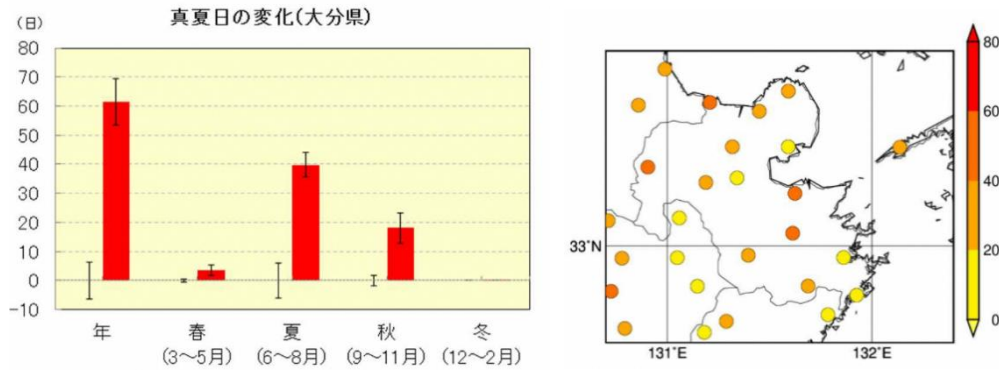 真夏日の変化(大分県)
(日)
80
70
60
50
40
30
20
10
0
-10
年
春
夏
秋
冬
(3～5月)
(6～8月)
(9～11月)
(12～2月)
80
60
40
20
0
33°N
131°E
132°E